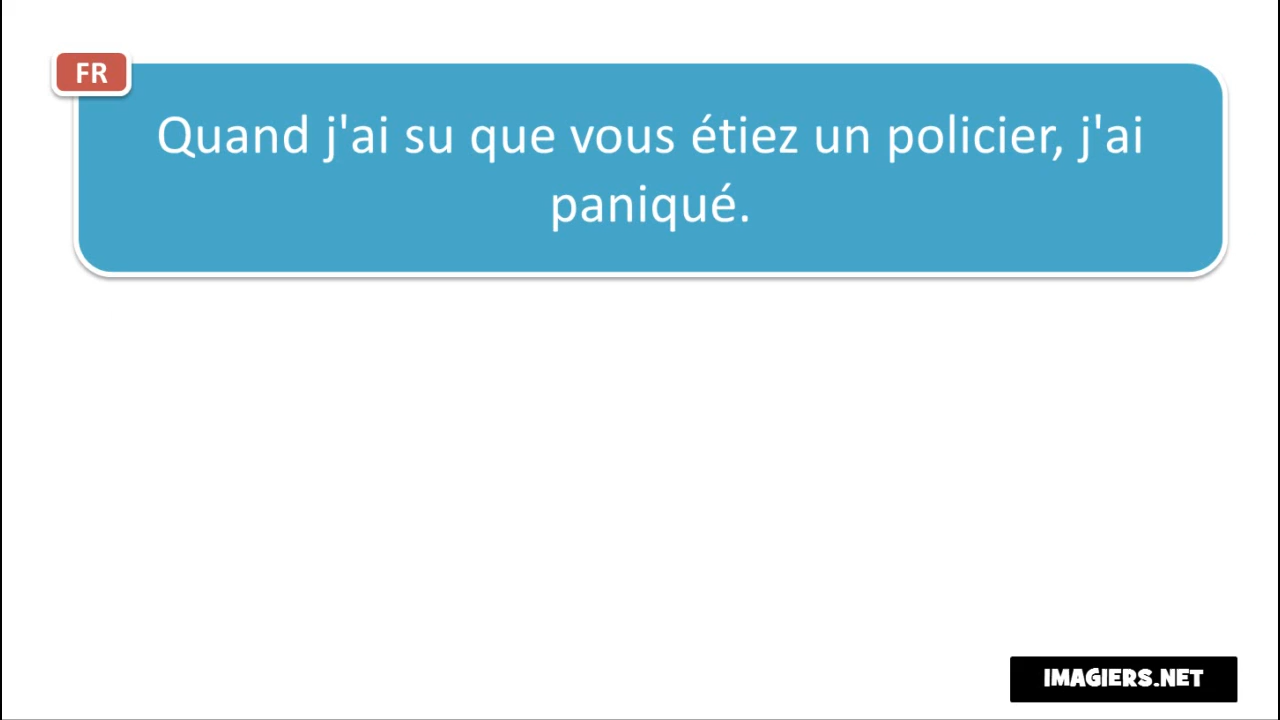 FR
Quand j'ai su que vous étiez un policier, j'ai
paniqué.
IMAGIERS.NET